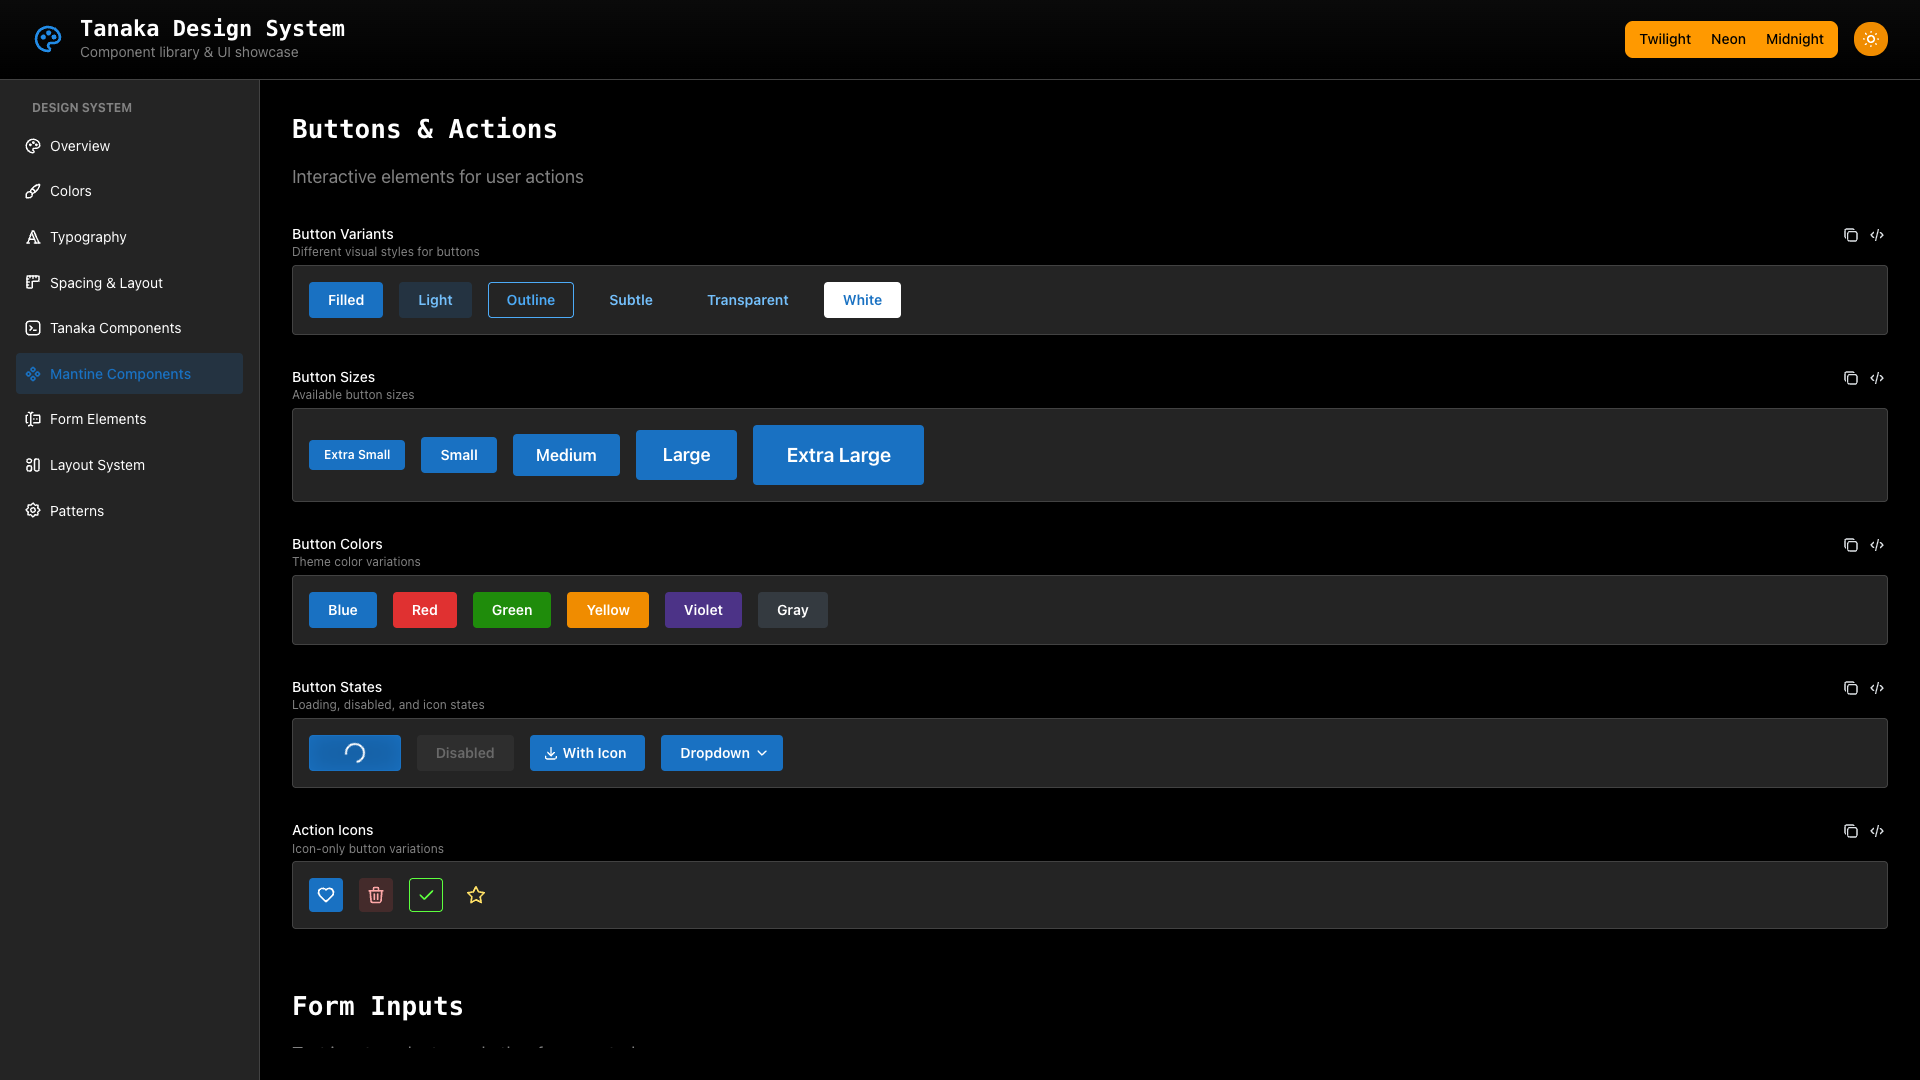 Tanaka Design System
Component library & UI showcase
Twilight Neon Midnight
DESIGN SYSTEM
Overview
Colors
Typography
Spacing & Layout
Tanaka Components
Mantine Components
Form Elements
Layout System
Patterns
Buttons & Actions
Interactive elements for user actions
Button Variants
Different visual styles for buttons
Filled Light Outline Subtle Transparent White
Button Sizes
Available button sizes
Extra Small Small Medium Large Extra Large
Button Colors
Theme color variations
Blue Red Green Yellow Violet Gray
Button States
Loading, disabled, and icon states
Disabled With Icon Dropdown
Action Icons
Icon-only button variations
Form Inputs